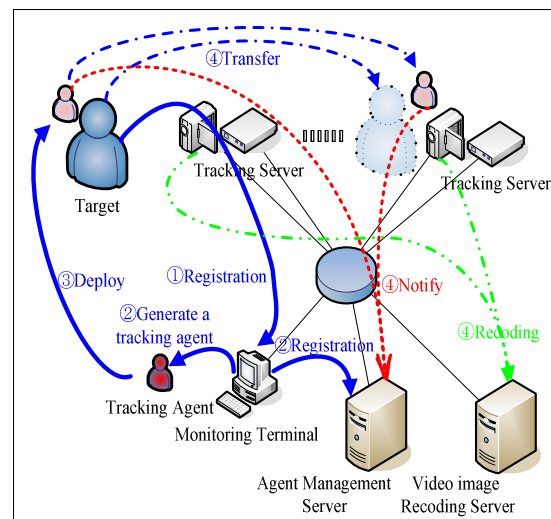 ④Transfer
Tracking Server
Tracking Server
Target
③Deploy
①Registration
②Generate a
tracking agent
②Registration
④Notify
④Recoding
Tracking Agent
Monitoring Terminal
Agent Management
Server
Video image
Recoding Server